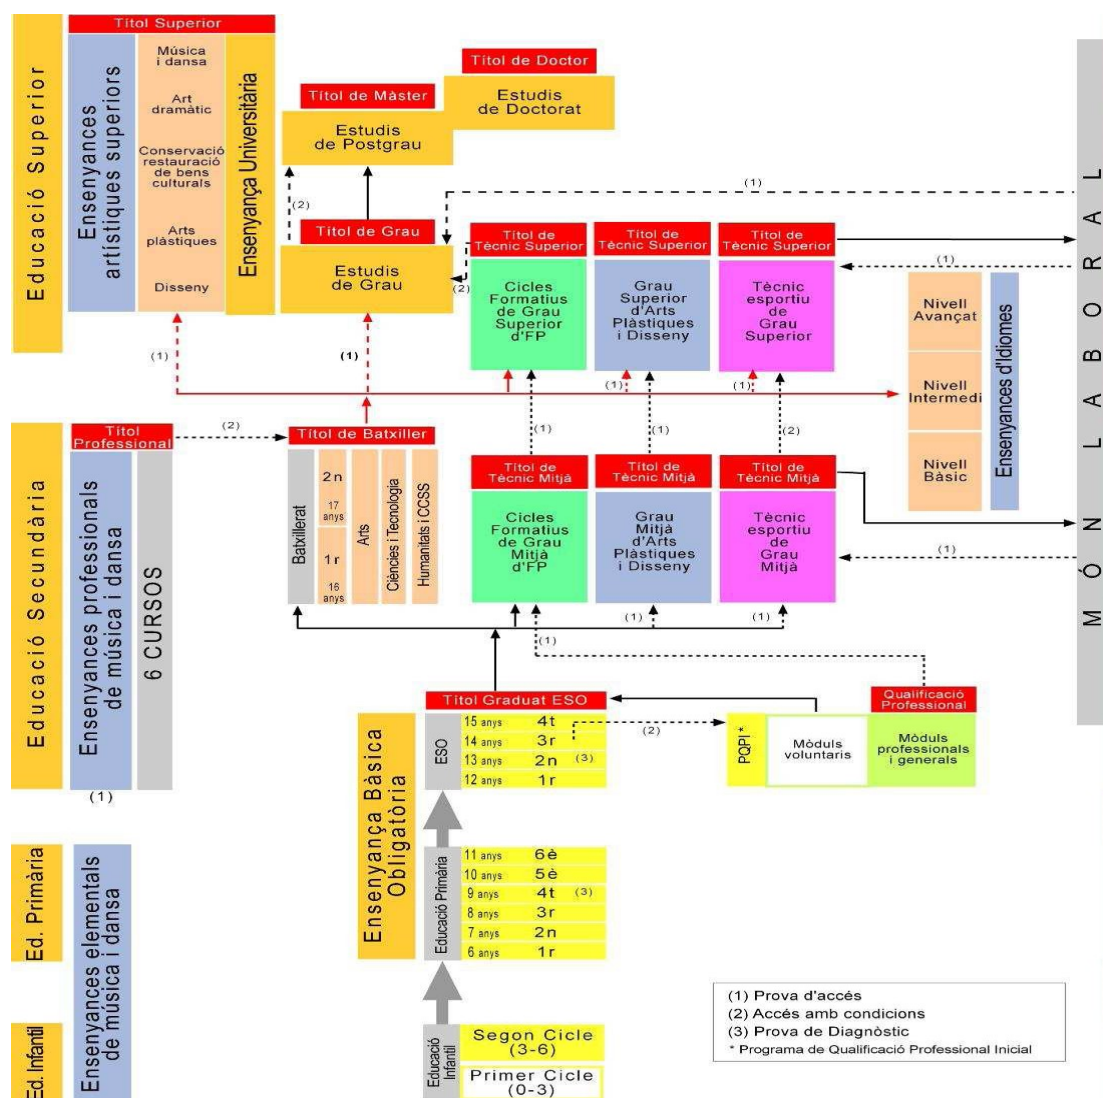 Educació Superior
Títol Superior
Ensenyances
artístiques superiors
Música
i dansa
Art
dramàtic
Conservació
restauració
de bens
culturals
Arts
plàstiques
Disseny
Ensenyança Universitària
Títol de Doctor
Estudis
de Doctorat
Títol de Màster
Estudis
de Postgrau
(2)
Títol de Grau
Estudis
de Grau
(1)
(2)
Títol de
Tècnic Superior
Cicles
Formatius
de Grau
Superior
d'FP
Títol de
Tècnic Superior
Grau
Superior
d'Arts
Plàstiques
i Disseny
Títol de
Tècnic Superior
Tècnic
esportiu
de
Grau
Superior
(1)
Nivell
Avançat
Nivell
Intermedi
Nivell
Bàsic
Ensenyances d'Idiomes
MÓN LABORAL
(1)
(1)
(1)
(1)
(1)
(1)
(2)
Educació Secundària
Títol
Professional
Ensenyances professionals
de música i dansa
6 CURSOS
(1)
(2)
Títol de Batxiller
Batxillerat
2n
17
anys
1r
16
anys
Arts
Ciències i Tecnologia
Humanitats i CCSS
Títol de
Tècnic Mitjà
Cicles
Formatius
de Grau
Mitjà
d'FP
Títol de
Tècnic Mitjà
Grau
Mitjà
d'Arts
Plàstiques
i Disseny
Títol de
Tècnic Mitjà
Tècnic
esportiu
de
Grau
Mitjà
(1)
(1)
(1)
(1)
Ensenyança Bàsica
Obligatòria
Títol Graduat ESO
ESO
15 anys 4t
14 anys 3r
13 anys 2n (3)
12 anys 1r
(2)
PQPI *
Mòduls
voluntaris
Qualificació
Professional
Mòduls
professionals
i generals
Ed. Primària
Ensenyances elementals
de música i dansa
Educació Primària
11 anys 6è
10 anys 5è
9 anys 4t (3)
8 anys 3r
7 anys 2n
6 anys 1r
Ed. Infantil
Educació
Infantil
Segon Cicle
(3-6)
Primer Cicle
(0-3)
(1) Prova d'accés
(2) Accés amb condicions
(3) Prova de Diagnòstic
* Programa de Qualificació Professional Inicial